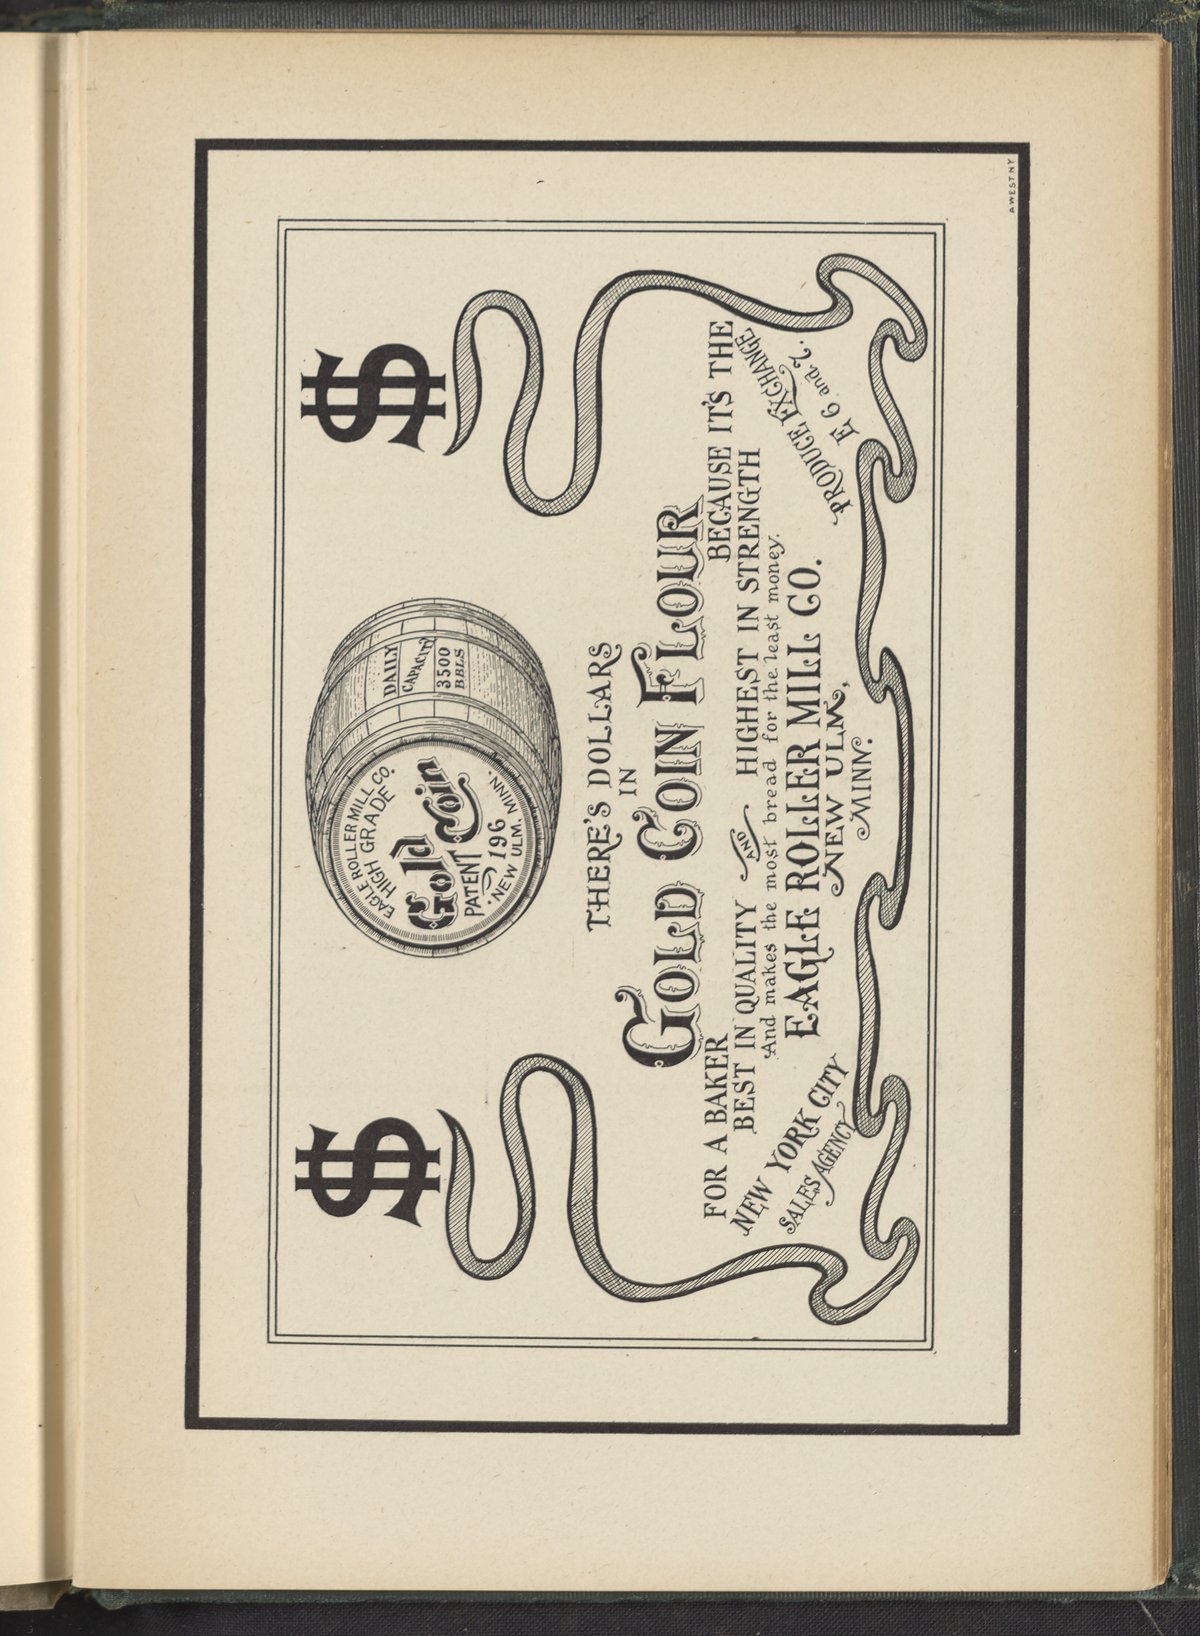 $ $
EAGLE ROLLER MILL CO.
HIGH GRADE
Gold
Coin
PATENT
196
NEW ULM, MINN.
DAILY
CAPACITY
3500
BBLS
THERE'S DOLLARS
IN
GOLD COIN FLOUR
FOR A BAKER BECAUSE IT'S THE
BEST IN QUALITY AND HIGHEST IN STRENGTH
And makes the most bread for the least money.
EAGLE ROLLER MILL CO.
NEW ULM,
MINN.
NEW YORK CITY
SALES AGENCY
PRODUCE EXCHANGE
E 6 and 7.
A WEST NY